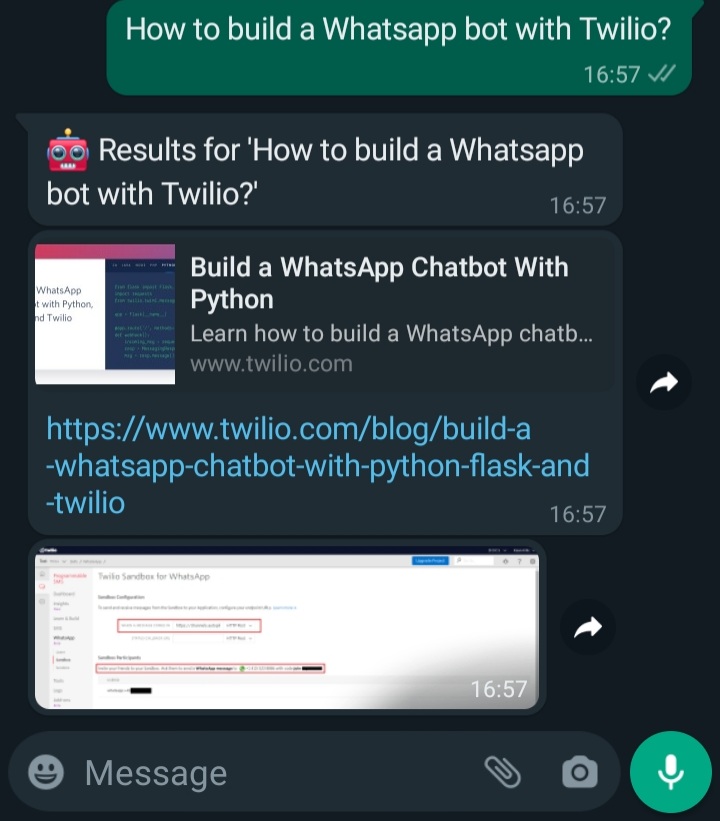 How to build a Whatsapp bot with Twilio?
16:57
🤖 Results for 'How to build a Whatsapp
bot with Twilio?'
16:57
WhatsApp
t with Python,
nd Twilio
Build a WhatsApp Chatbot With
Python
Learn how to build a WhatsApp chatb...
www.twilio.com
https://www.twilio.com/blog/build-a
-whatsapp-chatbot-with-python-flask-and
-twilio
16:57
Twilio Sandbox for WhatsApp
Sandbox Configuration
Sandbox Participants
16:57
Message